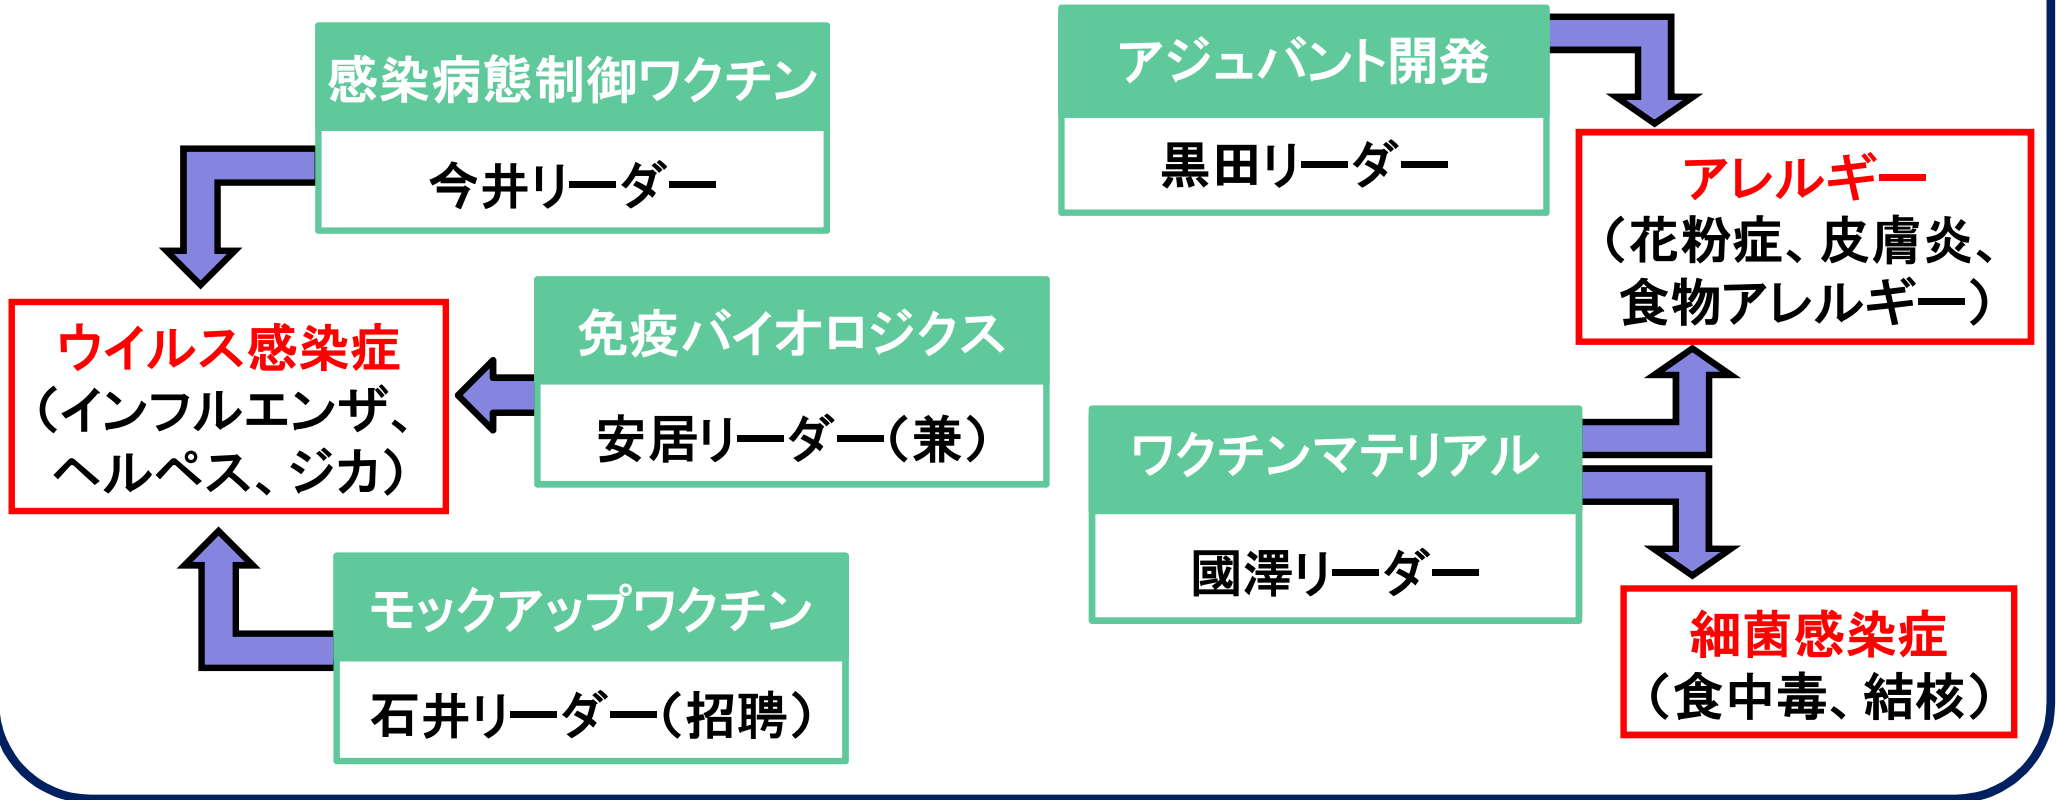 感染病態制御ワクチン
今井リーダー
アジュバント開発
黒田リーダー
アレルギー
（花粉症、皮膚炎、
食物アレルギー）
ウイルス感染症
（インフルエンザ、
ヘルペス、ジカ）
免疫バイオロジクス
安居リーダー（兼）
ワクチンマテリアル
國澤リーダー
モックアップワクチン
石井リーダー（招聘）
細菌感染症
（食中毒、結核）